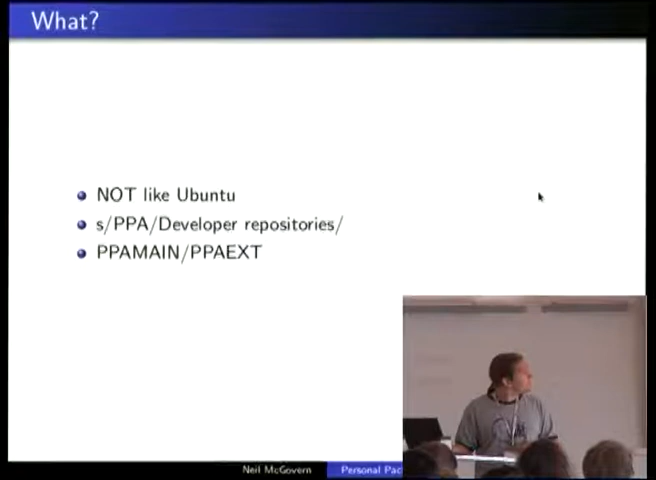 What?
NOT like Ubuntu
s/PPA/Developer repositories/
PPAMAIN/PPAEXT
Neil McGovern
Personal Pac